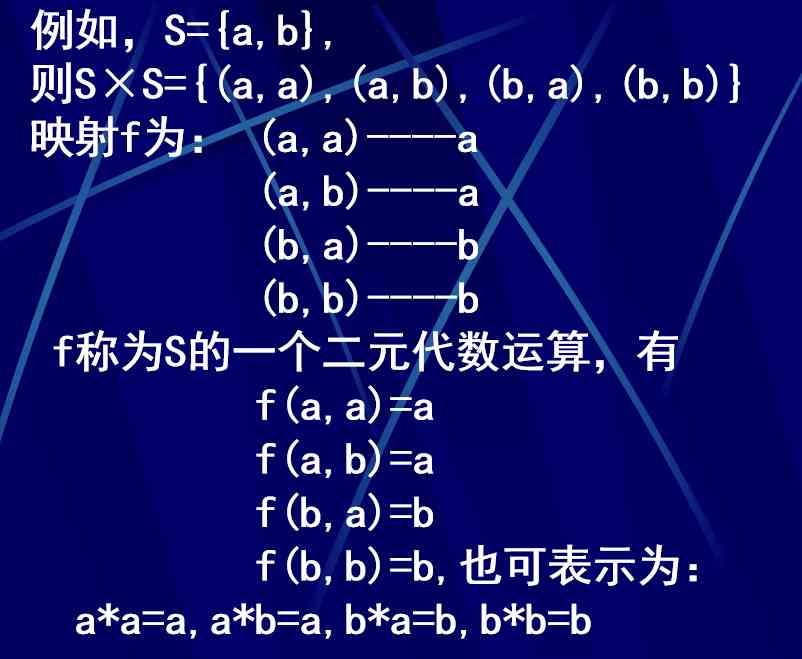 例如，S={a,b},
则S×S={(a,a),(a,b),(b,a),(b,b)}
映射f为： (a,a)----a
(a,b)----a
(b,a)----b
(b,b)----b
f称为S的一个二元代数运算，有
f(a,a)=a
f(a,b)=a
f(b,a)=b
f(b,b)=b,也可表示为：
a*a=a,a*b=a,b*a=b,b*b=b